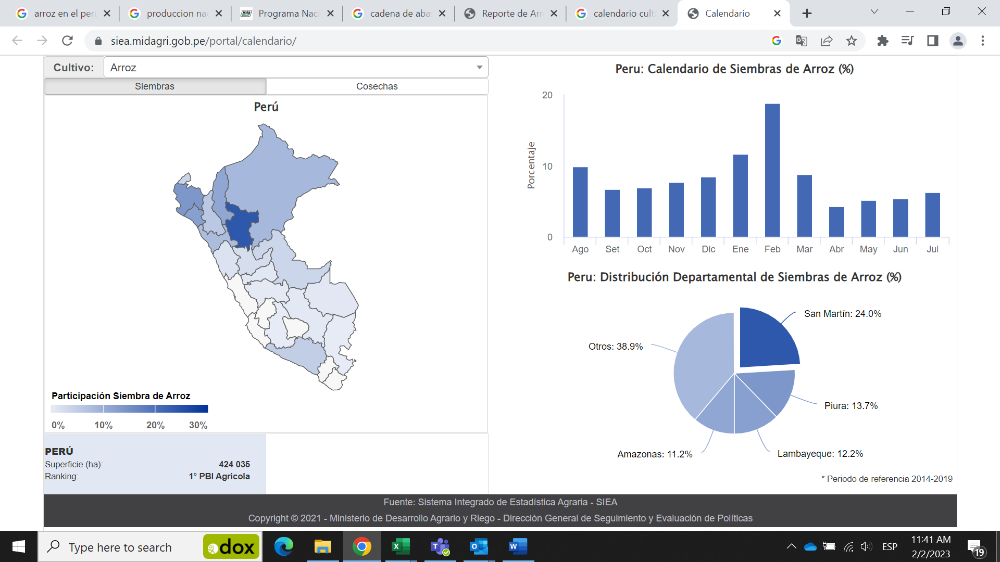 arroz en el per
produccion na
Programa Naci
cadena de aba
Reporte de Arr
calendario cult
Calendario
siea.midagri.gob.pe/portal/calendario/
Cultivo: Arroz
Siembras Cosechas
Perú
Participación Siembra de Arroz
0% 10% 20% 30%
PERÚ
Superficie (ha): 424 035
Ranking: 1° PBI Agricola
Peru: Calendario de Siembras de Arroz (%)
Porcentaje
20
10
0
Ago Set Oct Nov Dic Ene Feb Mar Abr May Jun Jul
Peru: Distribución Departamental de Siembras de Arroz (%)
San Martín: 24.0%
Otros: 38.9%
Piura: 13.7%
Amazonas: 11.2%
Lambayeque: 12.2%
* Periodo de referencia 2014-2019
Fuente: Sistema Integrado de Estadística Agraria - SIEA
Copyright © 2021 - Ministerio de Desarrollo Agrario y Riego - Dirección General de Seguimiento y Evaluación de Políticas
Type here to search
dox
ESP
11:41 AM
2/2/2023
19